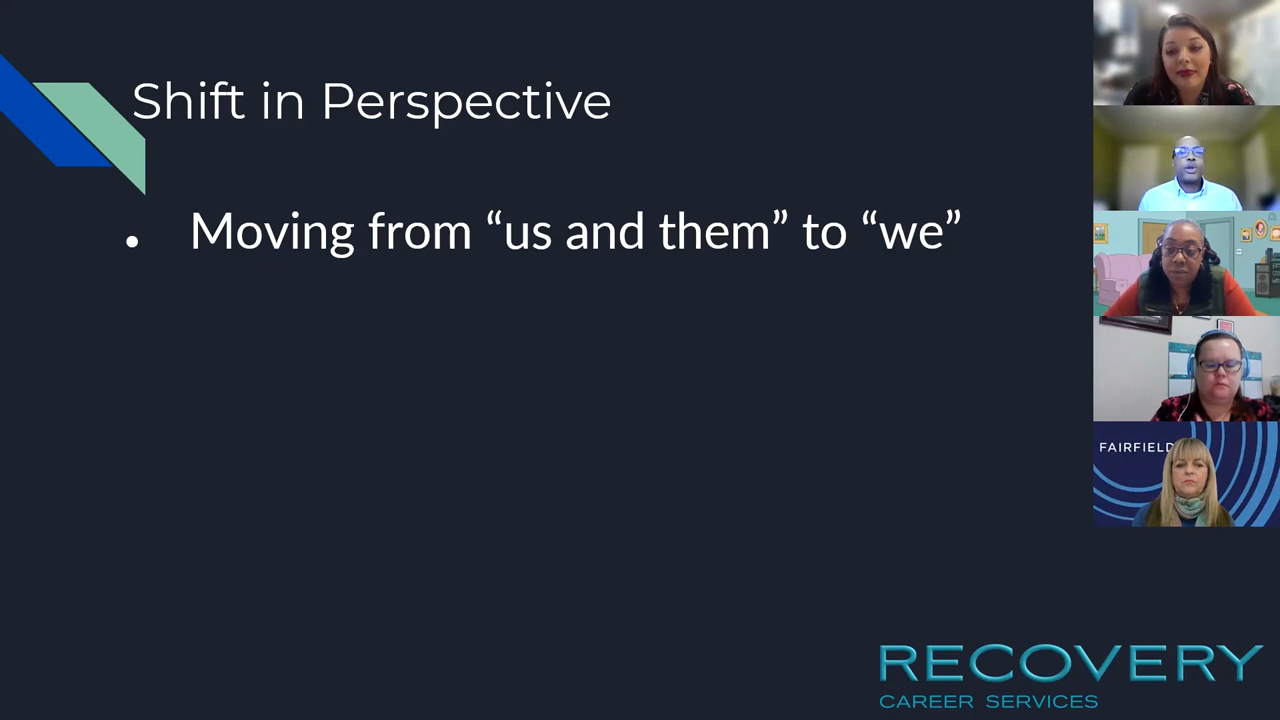 Shift in Perspective
• Moving from “us and them” to “we”
FAIRFIELD
RECOVERY
CAREER SERVICES